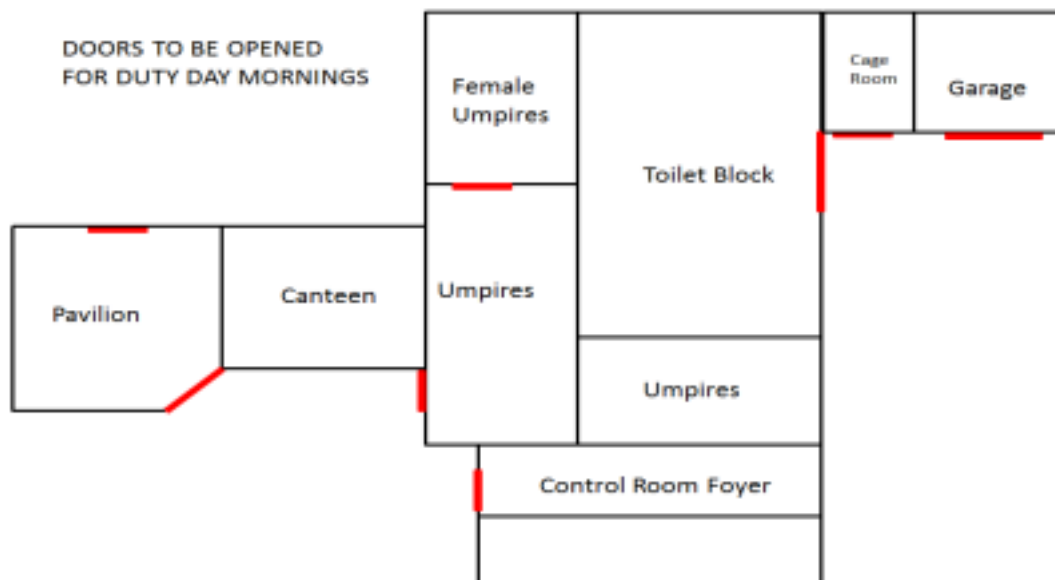 DOORS TO BE OPENED
FOR DUTY DAY MORNINGS
Female
Umpires
Cage
Room
Garage
Toilet Block
Pavilion
Canteen
Umpires
Umpires
Control Room Foyer